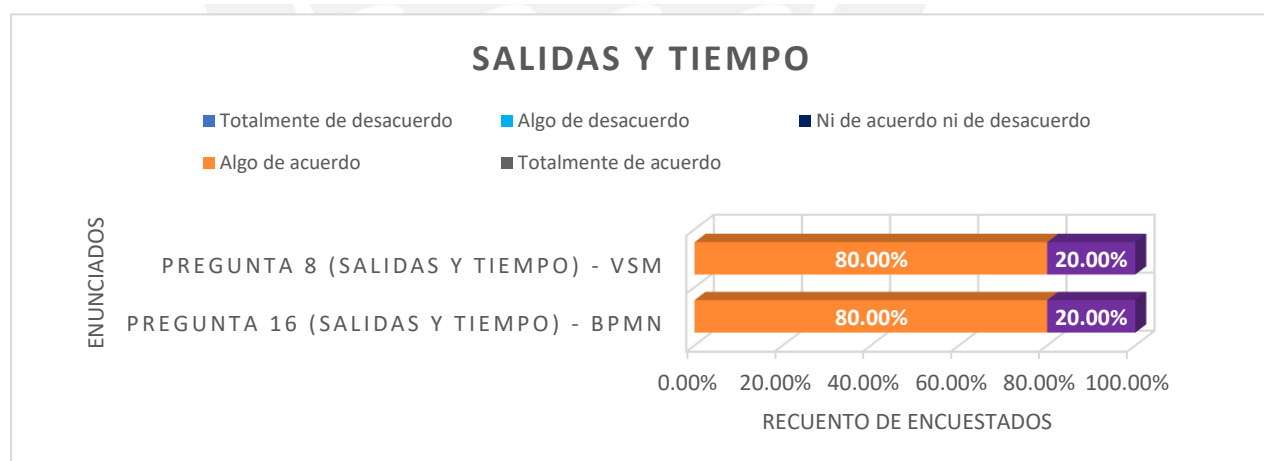 SALIDAS Y TIEMPO
Totalmente de desacuerdo Algo de desacuerdo Ni de acuerdo ni de desacuerdo
Algo de acuerdo Totalmente de acuerdo
ENUNCIADOS
PREGUNTA 8 (SALIDAS Y TIEMPO) - VSM 80.00% 20.00%
PREGUNTA 16 (SALIDAS Y TIEMPO) - BPMN 80.00% 20.00%
0.00% 20.00% 40.00% 60.00% 80.00% 100.00%
RECUENTO DE ENCUESTADOS